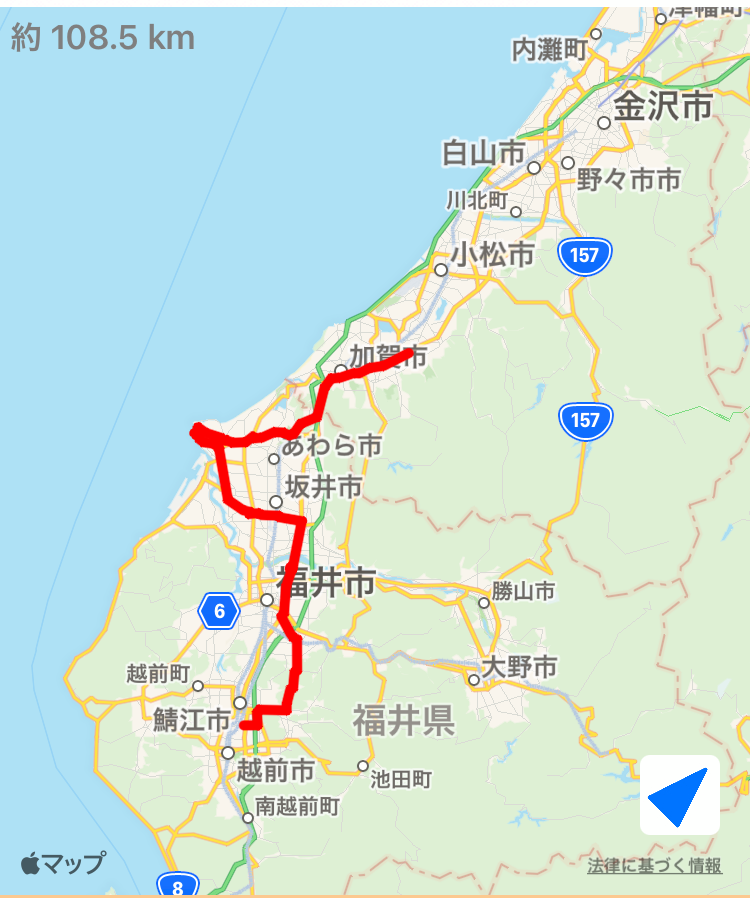 約 108.5 km
津幡町
内灘町
金沢市
白山市
野々市市
川北町
小松市
157
加賀市
157
あわら市
坂井市
福井市
勝山市
6
大野市
越前町
鯖江市
福井県
越前市
池田町
南越前町
マップ
法律に基づく情報
8